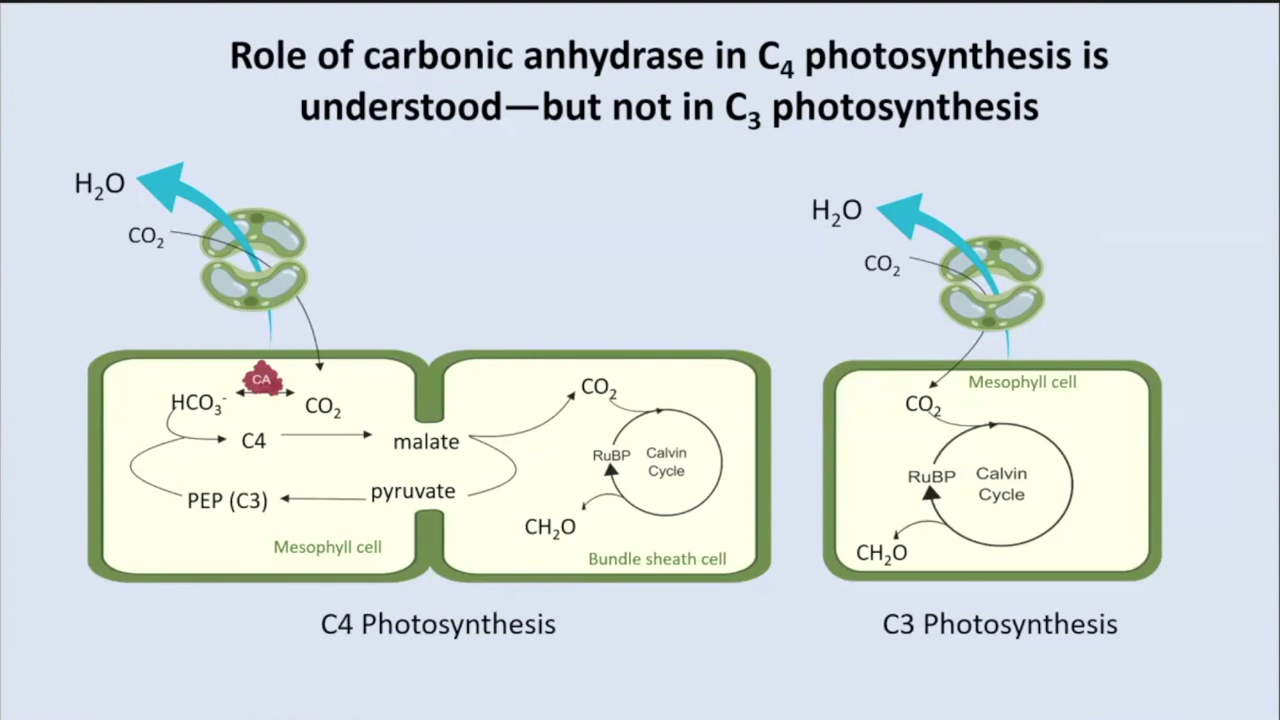 Role of carbonic anhydrase in C₄ photosynthesis is
understood—but not in C₃ photosynthesis
H₂O
CO₂
CA
HCO₃⁻
CO₂
C4
malate
PEP (C3)
pyruvate
Mesophyll cell
CO₂
RuBP
Calvin
Cycle
CH₂O
Bundle sheath cell
C4 Photosynthesis
H₂O
CO₂
Mesophyll cell
CO₂
RuBP
Calvin
Cycle
CH₂O
C3 Photosynthesis